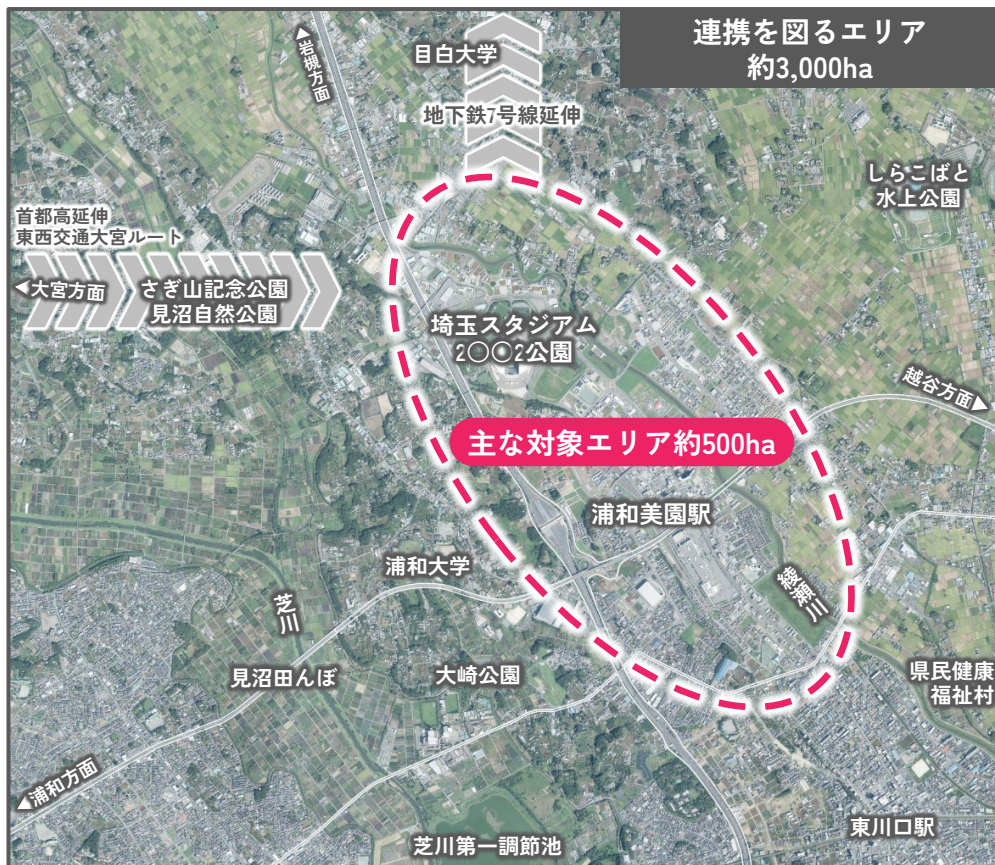 連携を図るエリア
約3,000ha
▲岩槻方面
目白大学
地下鉄7号線延伸
しらこばと
水上公園
首都高延伸
東西交通大宮ルート
◀大宮方面
さぎ山記念公園
見沼自然公園
埼玉スタジアム
2○○2公園
越谷方面▶
主な対象エリア約500ha
浦和美園駅
浦和大学
綾瀬川
芝川
見沼田んぼ
大崎公園
県民健康
福祉村
◀浦和方面
東川口駅
芝川第一調節池